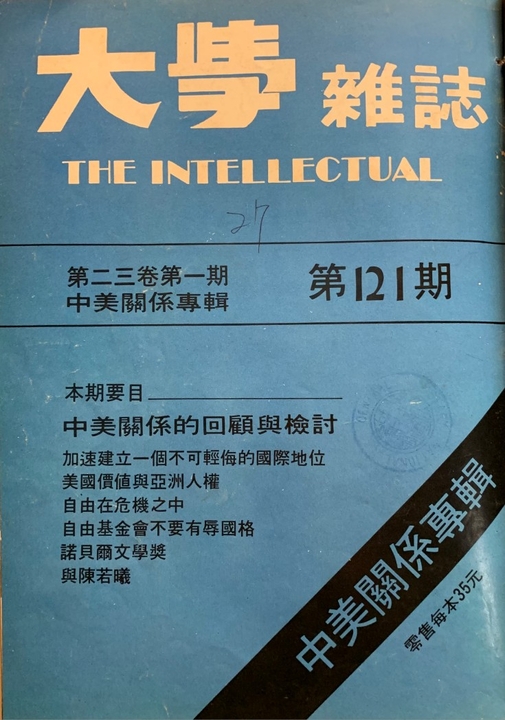 大學 雜誌
THE INTELLECTUAL
27
第二三卷第一期
中美關係專輯
第121期
本期要目
中美關係的回顧與檢討
加速建立一個不可輕侮的國際地位
美國價値與亞洲人權
自由在危機之中
自由基金會不要有辱國格
諾貝爾文學獎
與陳若曦
中美關係專輯
零售每本35元